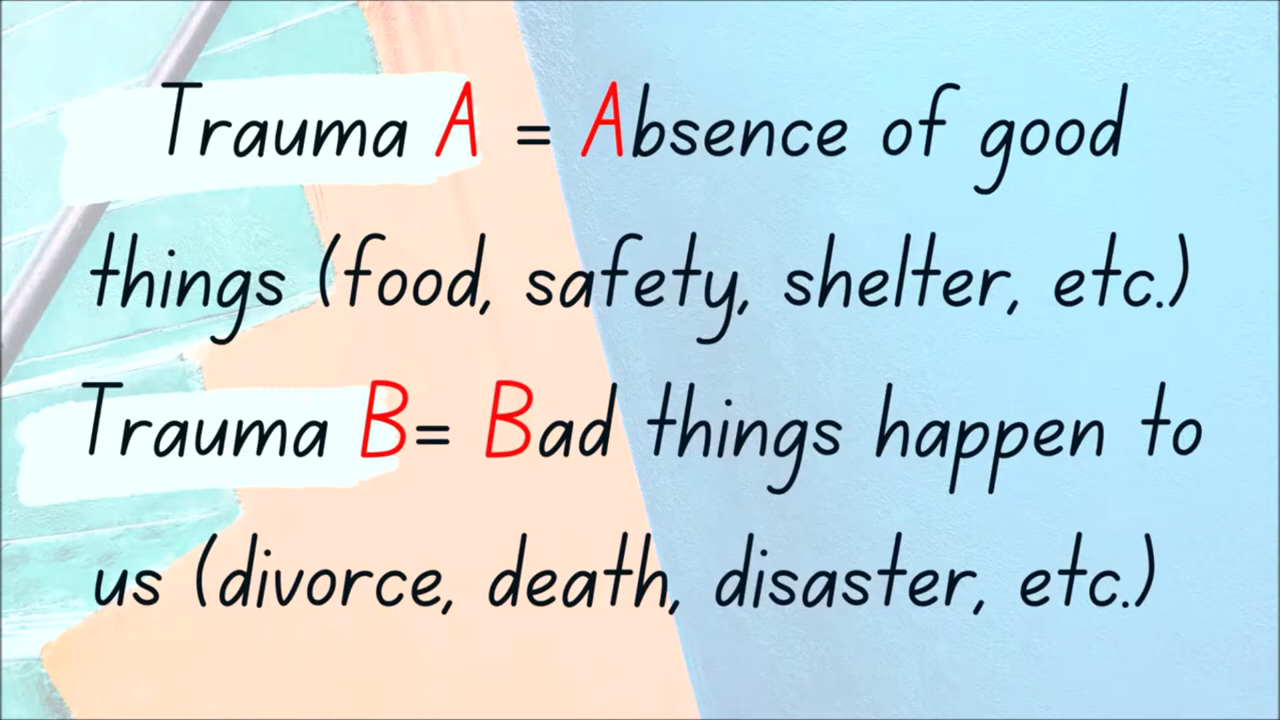 Trauma A = Absence of good
things (food, safety, shelter, etc.)
Trauma B= Bad things happen to
us (divorce, death, disaster, etc.)